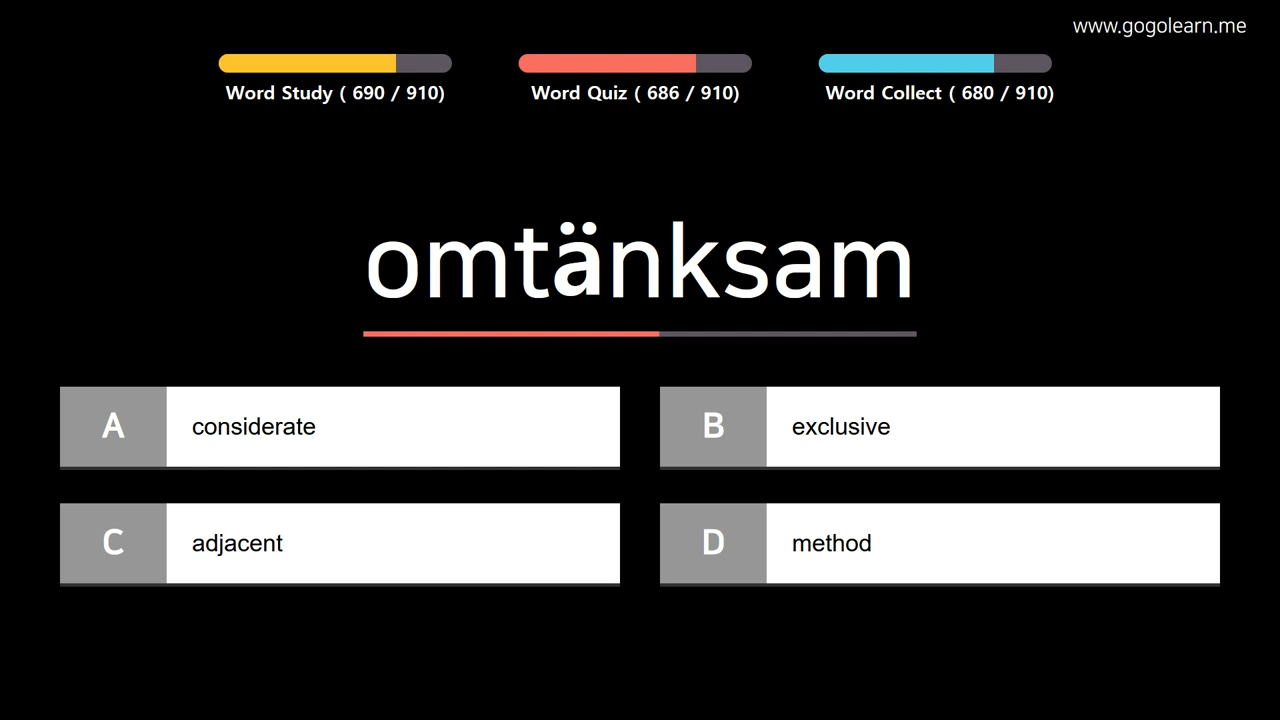 www.gogolearn.me
Word Study ( 690 / 910)
Word Quiz ( 686 / 910)
Word Collect ( 680 / 910)
omtänksam
A considerate
B exclusive
C adjacent
D method